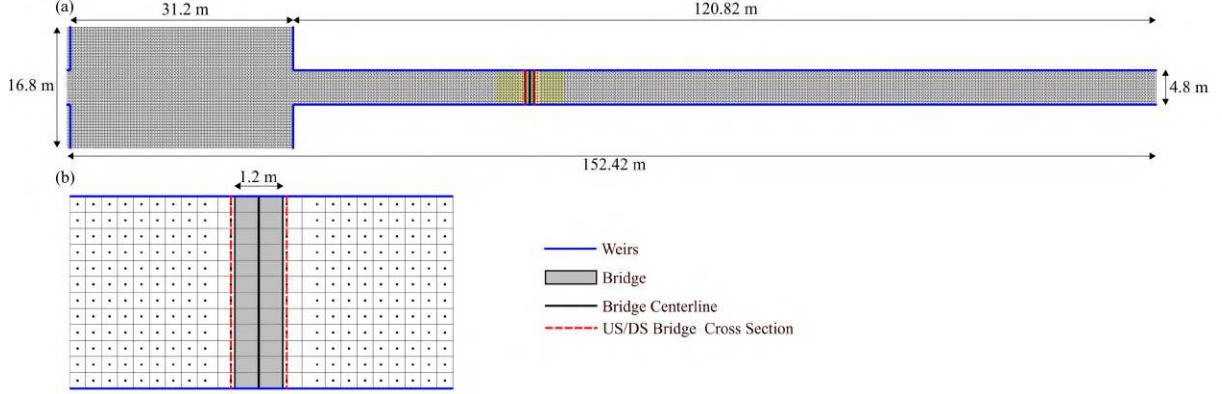 (a)
31.2 m
120.82 m
16.8 m
4.8 m
152.42 m
(b)
1.2 m
Weirs
Bridge
Bridge Centerline
US/DS Bridge Cross Section